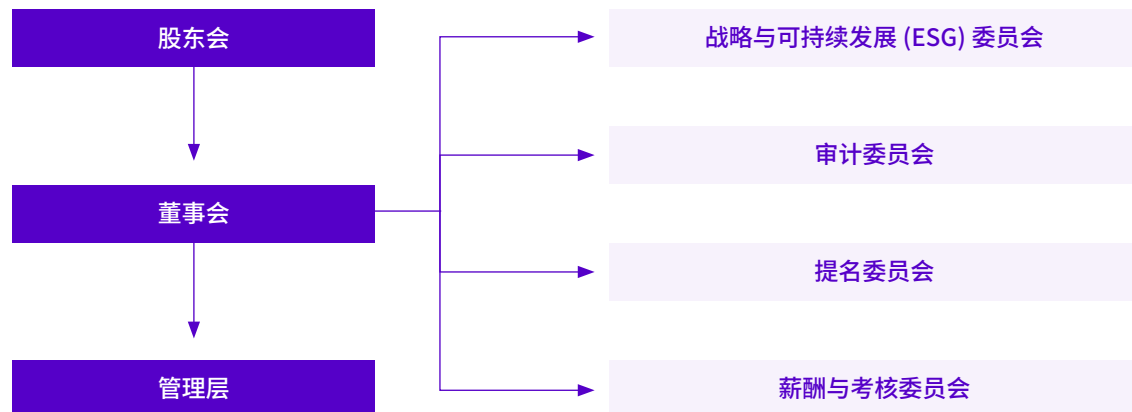 股东会
董事会
管理层
战略与可持续发展 (ESG) 委员会
审计委员会
提名委员会
薪酬与考核委员会